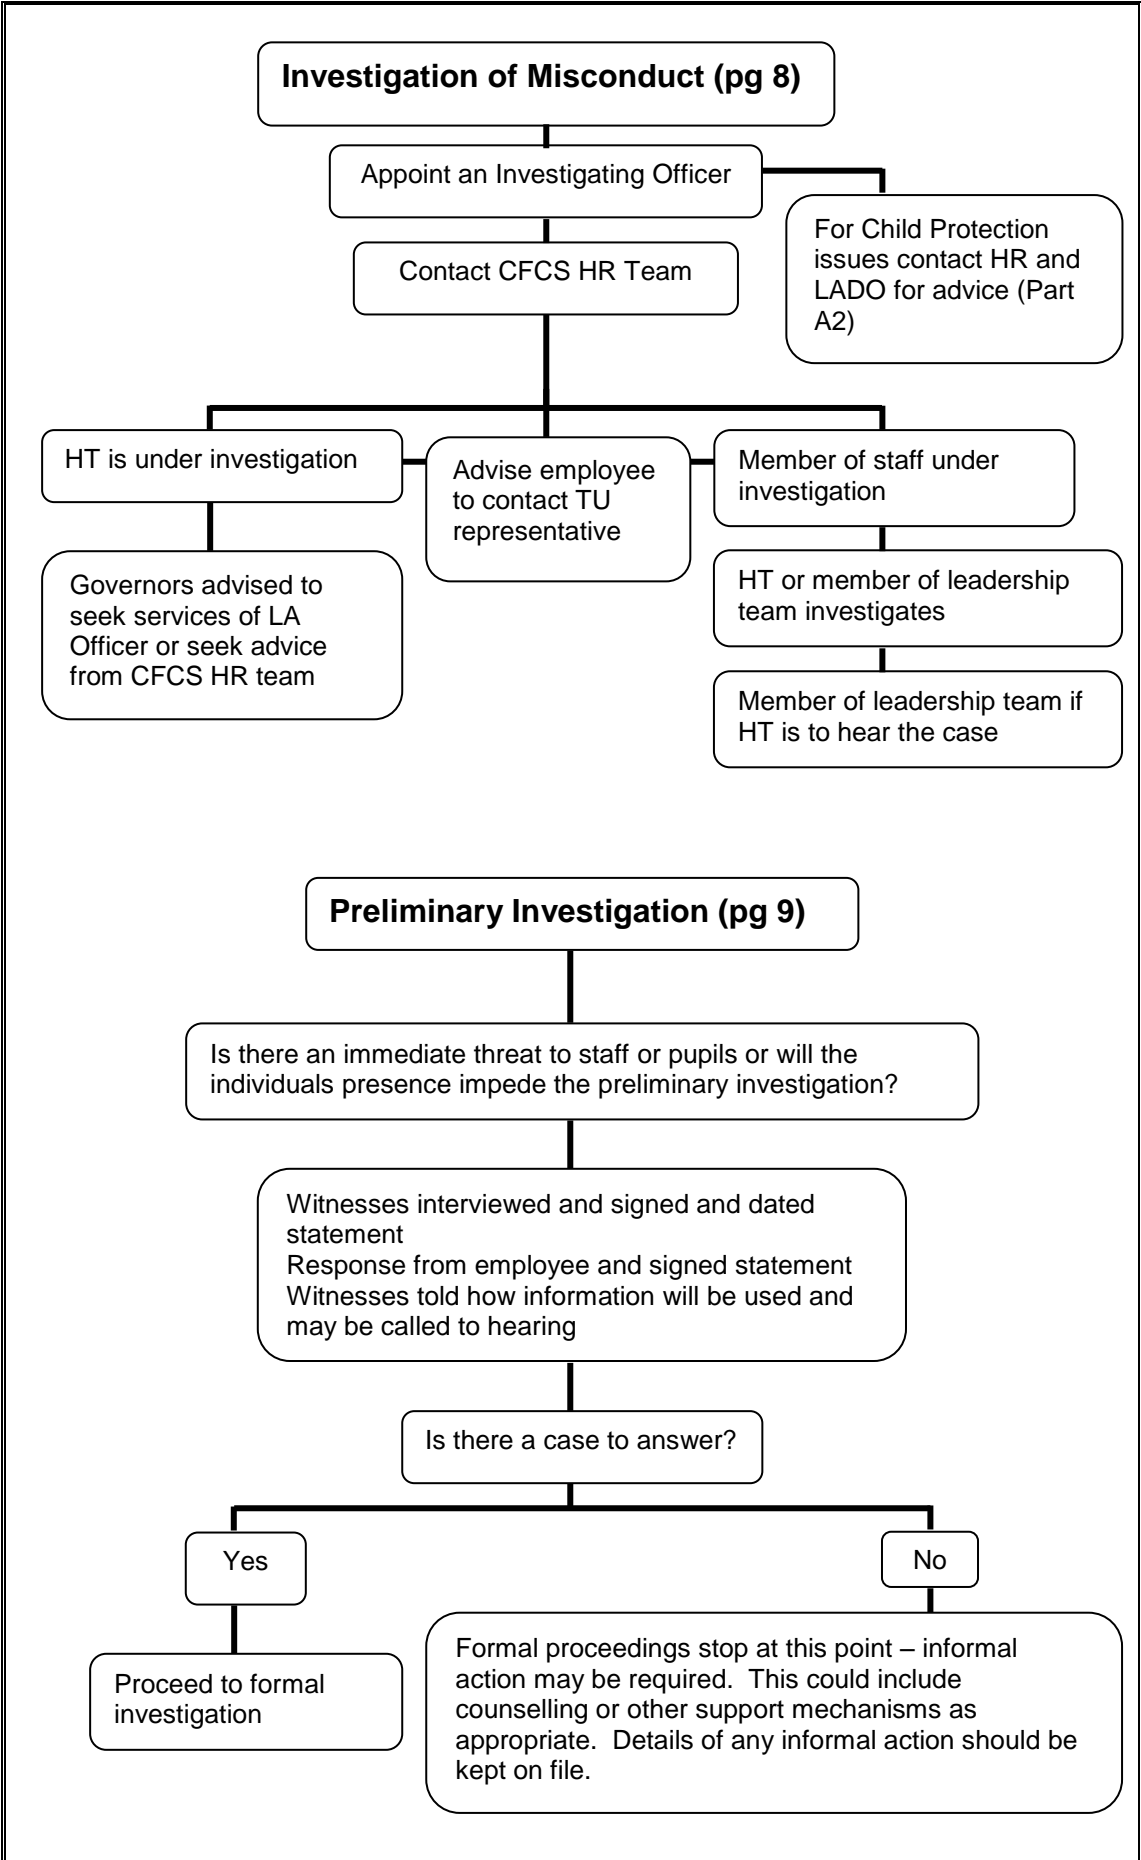 Investigation of Misconduct (pg 8)
Appoint an Investigating Officer
For Child Protection
issues contact HR and
LADO for advice (Part
A2)
Contact CFCS HR Team
HT is under investigation
Advise employee
to contact TU
representative
Member of staff under
investigation
Governors advised to
seek services of LA
Officer or seek advice
from CFCS HR team
HT or member of leadership
team investigates
Member of leadership team if
HT is to hear the case
Preliminary Investigation (pg 9)
Is there an immediate threat to staff or pupils or will the
individuals presence impede the preliminary investigation?
Witnesses interviewed and signed and dated
statement
Response from employee and signed statement
Witnesses told how information will be used and
may be called to hearing
Is there a case to answer?
Yes
No
Proceed to formal
investigation
Formal proceedings stop at this point – informal
action may be required.  This could include
counselling or other support mechanisms as
appropriate.  Details of any informal action should be
kept on file.